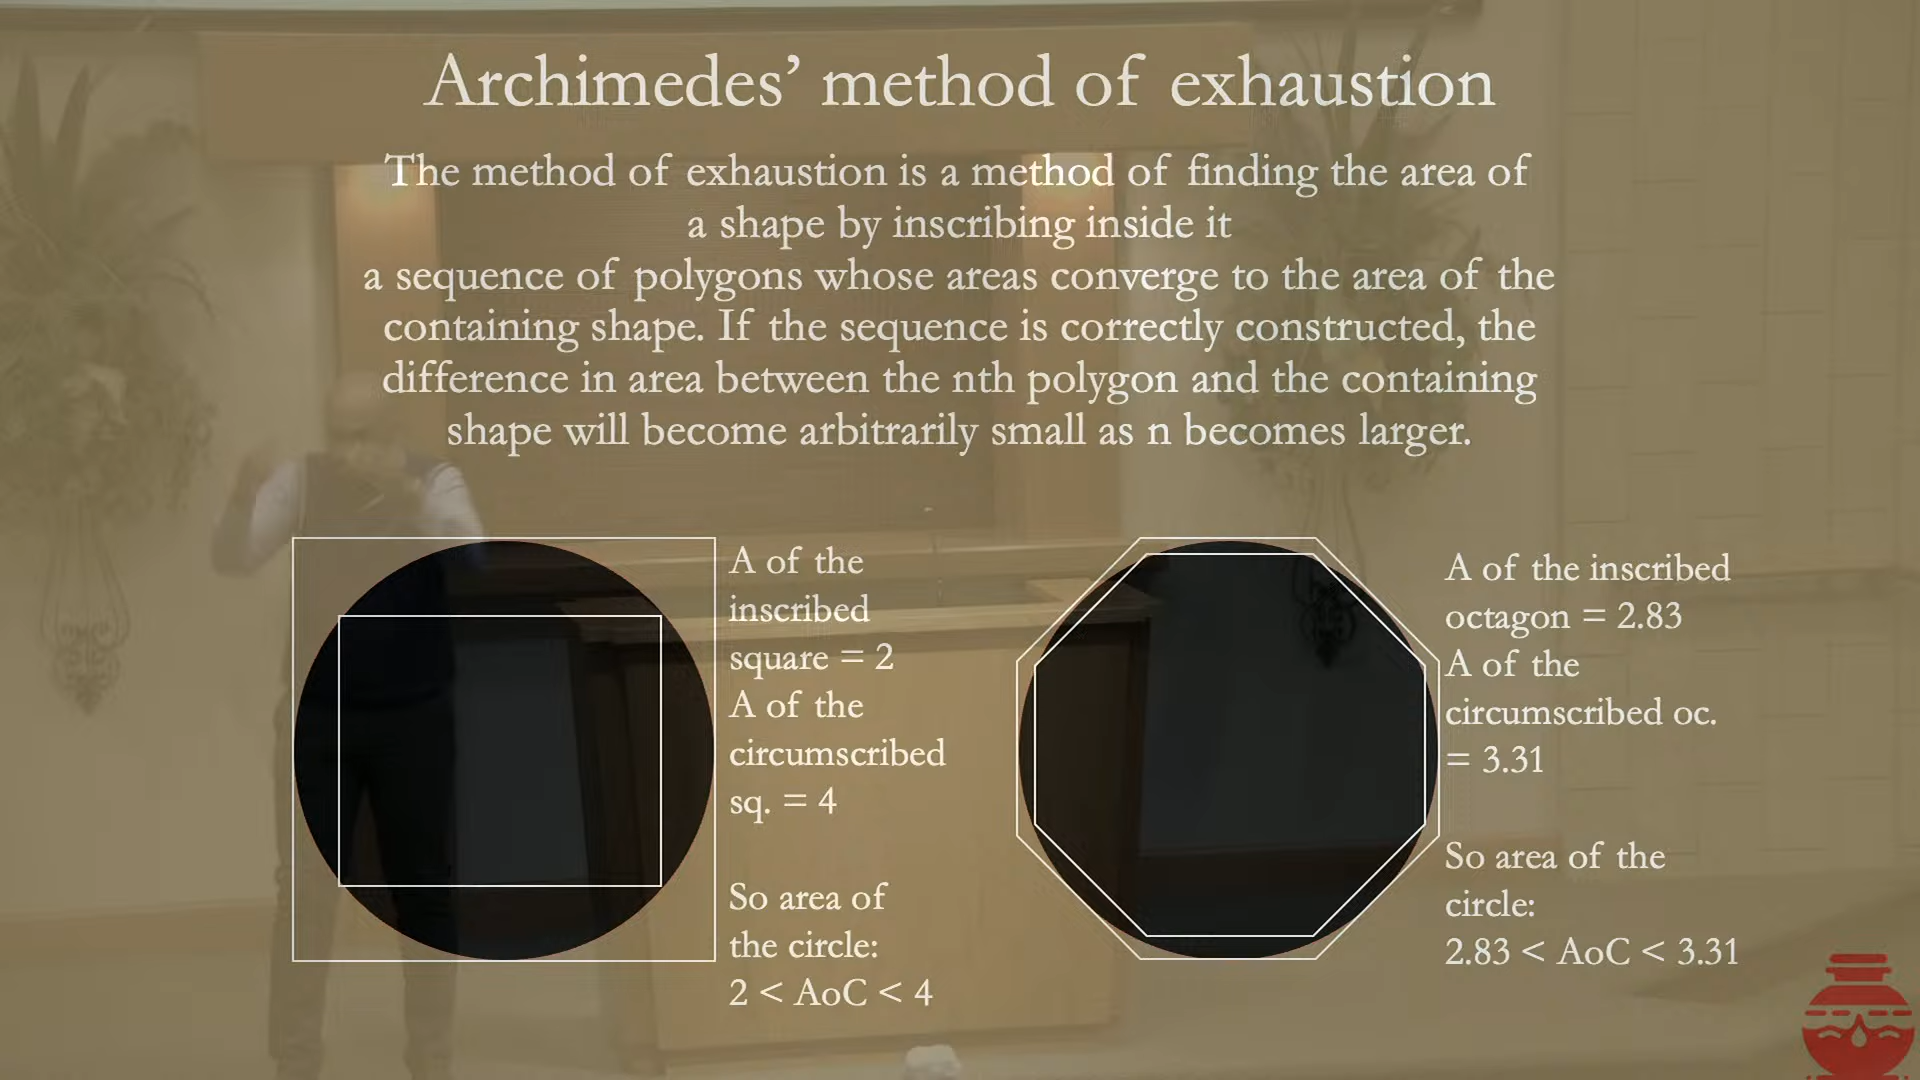 Archimedes’ method of exhaustion
The method of exhaustion is a method of finding the area of
a shape by inscribing inside it
a sequence of polygons whose areas converge to the area of the
containing shape. If the sequence is correctly constructed, the
difference in area between the nth polygon and the containing
shape will become arbitrarily small as n becomes larger.
A of the
inscribed
square = 2
A of the
circumscribed
sq. = 4
So area of
the circle:
2 < AoC < 4
A of the inscribed
octagon = 2.83
A of the
circumscribed oc.
= 3.31
So area of the
circle:
2.83 < AoC < 3.31